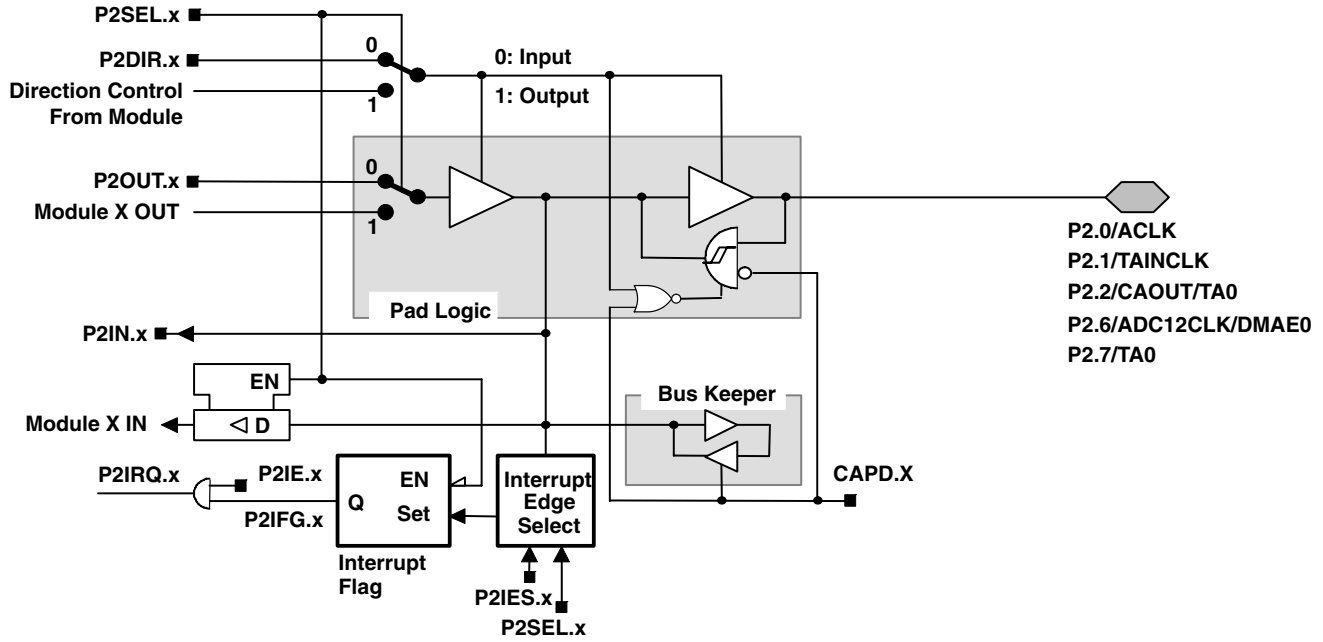 P2SEL.x
P2DIR.x
0
0: Input
Direction Control
From Module
1
1: Output
P2OUT.x
0
Module X OUT
1
P2.0/ACLK
P2.1/TAINCLK
P2.2/CAOUT/TA0
P2.6/ADC12CLK/DMAE0
P2.7/TA0
Pad Logic
P2IN.x
EN
Bus Keeper
Module X IN
D
CAPD.X
P2IRQ.x
P2IE.x
P2IFG.x
Q
EN
Set
Interrupt
Edge
Select
Interrupt
Flag
P2IES.x
P2SEL.x